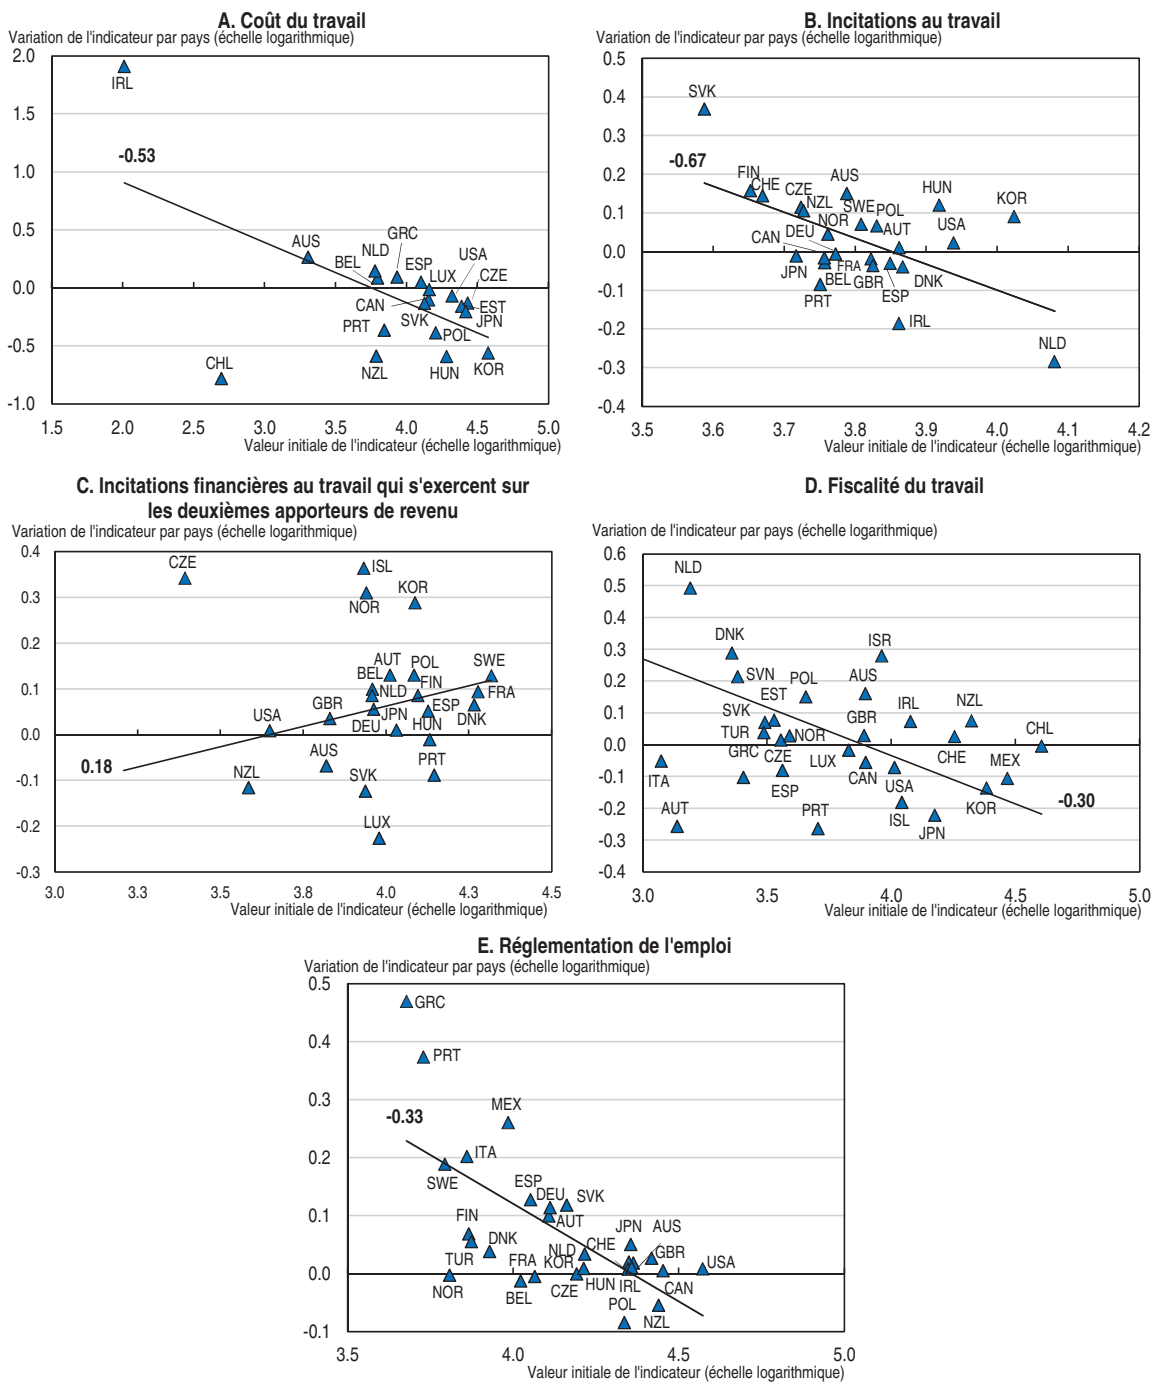 A. Coût du travail
Variation de l'indicateur par pays (échelle logarithmique)
2.0
1.5
1.0
0.5
0.0
-0.5
-1.0
IRL
-0.53
AUS
BEL
NLD
GRC
ESP
USA
LUX
CZE
CAN
EST
SVK
JPN
PRT
POL
NZL
HUN
KOR
CHL
1.5 2.0 2.5 3.0 3.5 4.0 4.5 5.0
Valeur initiale de l'indicateur (échelle logarithmique)
B. Incitations au travail
Variation de l'indicateur par pays (échelle logarithmique)
0.5
0.4
0.3
0.2
0.1
0.0
-0.1
-0.2
-0.3
-0.4
SVK
-0.67
FIN
CHE
CZE
NZL
AUS
SWE
POL
HUN
KOR
NOR
AUT
USA
DEU
CAN
JPN
BEL
FRA
GBR
ESP
DNK
PRT
IRL
NLD
3.5 3.6 3.7 3.8 3.9 4.0 4.1 4.2
Valeur initiale de l'indicateur (échelle logarithmique)
C. Incitations financières au travail qui s'exercent sur
les deuxièmes apporteurs de revenu
Variation de l'indicateur par pays (échelle logarithmique)
0.4
0.3
0.2
0.1
0.0
-0.1
-0.2
-0.3
CZE
ISL
NOR
KOR
AUT
POL
SWE
BEL
NLD
FIN
FRA
GBR
USA
DEU
JPN
ESP
HUN
DNK
AUS
PRT
NZL
SVK
LUX
0.18
3.0 3.3 3.5 3.8 4.0 4.3 4.5
Valeur initiale de l'indicateur (échelle logarithmique)
D. Fiscalité du travail
Variation de l'indicateur par pays (échelle logarithmique)
0.6
0.5
0.4
0.3
0.2
0.1
0.0
-0.1
-0.2
-0.3
-0.4
NLD
DNK
ISR
SVN
EST
POL
AUS
SVK
IRL
NZL
TUR
GBR
CHL
GRC
CZE
NOR
LUX
CAN
CHE
MEX
ITA
ESP
USA
KOR
AUT
PRT
ISL
JPN
-0.30
3.0 3.5 4.0 4.5 5.0
Valeur initiale de l'indicateur (échelle logarithmique)
E. Réglementation de l'emploi
Variation de l'indicateur par pays (échelle logarithmique)
0.5
0.4
0.3
0.2
0.1
0.0
-0.1
GRC
PRT
MEX
-0.33
ITA
SWE
ESP
DEU
SVK
AUT
FIN
TUR
DNK
JPN
AUS
NLD
CHE
GBR
FRA
KOR
USA
NOR
BEL
CZE
HUN
IRL
CAN
POL
NZL
3.5 4.0 4.5 5.0
Valeur initiale de l'indicateur (échelle logarithmique)